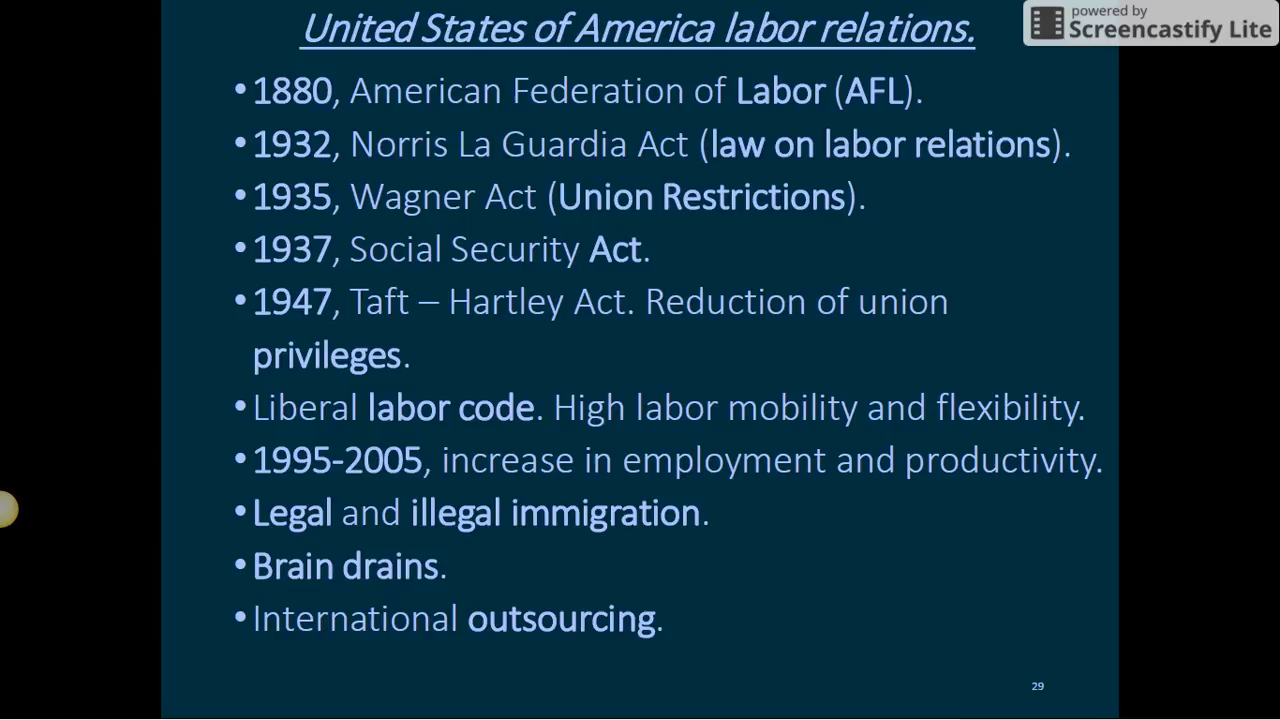 United States of America labor relations.
powered by
Screencastify Lite
•1880, American Federation of Labor (AFL).
•1932, Norris La Guardia Act (law on labor relations).
•1935, Wagner Act (Union Restrictions).
•1937, Social Security Act.
•1947, Taft – Hartley Act. Reduction of union
privileges.
•Liberal labor code. High labor mobility and flexibility.
•1995-2005, increase in employment and productivity.
•Legal and illegal immigration.
•Brain drains.
•International outsourcing.
29